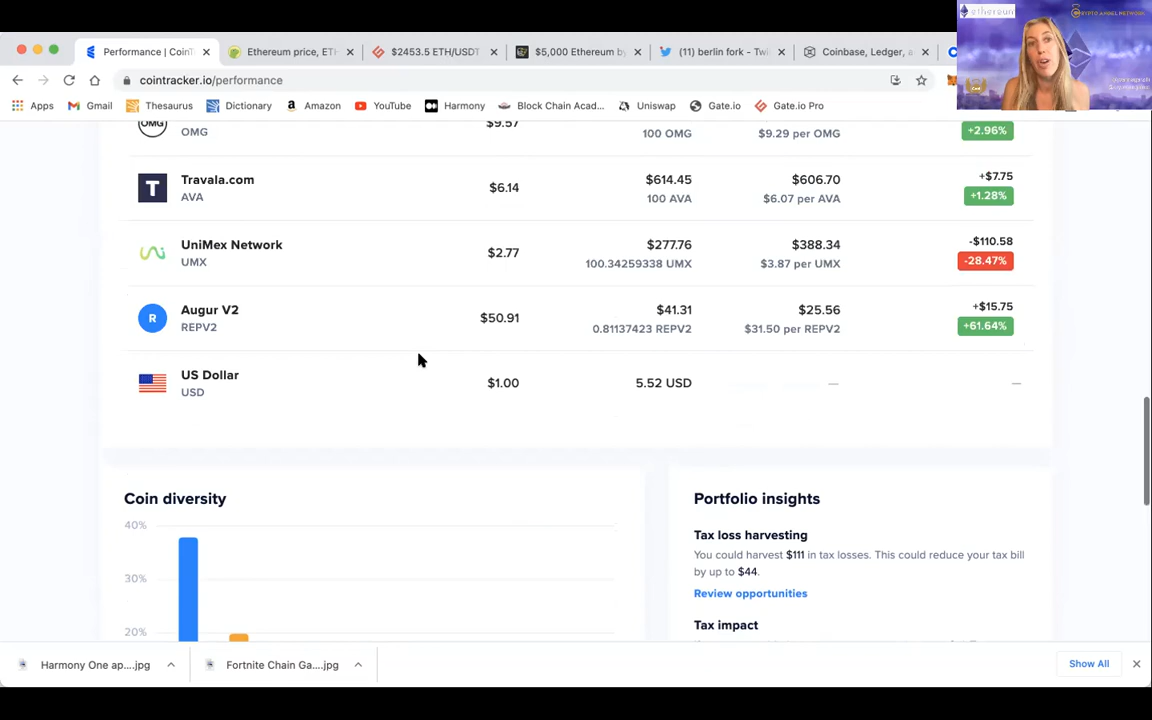 Performance | CoinT
Ethereum price, ET
$2453.5 ETH/USDT
$5,000 Ethereum by
(11) berlin fork - Twi
Coinbase, Ledger, a
ethereum
CRYPTO ANGEL NETWORK
cointracker.io/performance
Apps
Gmail
Thesaurus
Dictionary
Amazon
YouTube
Harmony
Block Chain Acad...
Uniswap
Gate.io
Gate.io Pro
OMG
OMG
$9.57
100 OMG
$9.29 per OMG
+2.96%
T
Travala.com
AVA
$6.14
$614.45
100 AVA
$606.70
$6.07 per AVA
+$7.75
+1.28%
UniMex Network
UMX
$2.77
$277.76
100.34259338 UMX
$388.34
$3.87 per UMX
-$110.58
-28.47%
R
Augur V2
REPV2
$50.91
$41.31
0.81137423 REPV2
$25.56
$31.50 per REPV2
+$15.75
+61.64%
US Dollar
USD
$1.00
5.52 USD
—
—
Coin diversity
40%
30%
20%
Portfolio insights
Tax loss harvesting
You could harvest $111 in tax losses. This could reduce your tax bill
by up to $44.
Review opportunities
Tax impact
Harmony One ap....jpg
Fortnite Chain Ga....jpg
Show All